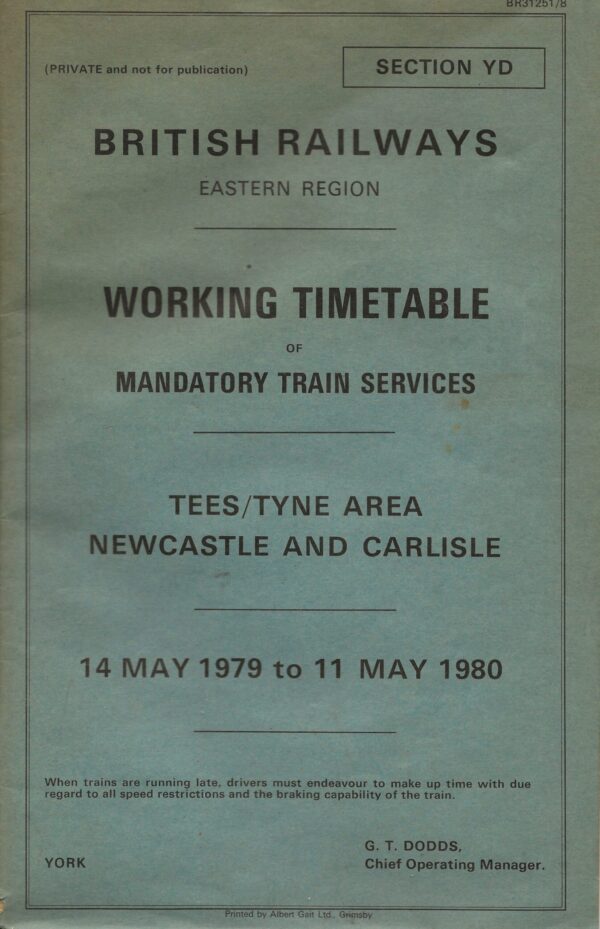 BR31251/8
(PRIVATE and not for publication)
SECTION YD
BRITISH RAILWAYS
EASTERN REGION
WORKING TIMETABLE
OF
MANDATORY TRAIN SERVICES
TEES/TYNE AREA
NEWCASTLE AND CARLISLE
14 MAY 1979 to 11 MAY 1980
When trains are running late, drivers must endeavour to make up time with due
regard to all speed restrictions and the braking capability of the train.
G. T. DODDS,
YORK
Chief Operating Manager.
Printed by Albert Gait Ltd., Grimsby